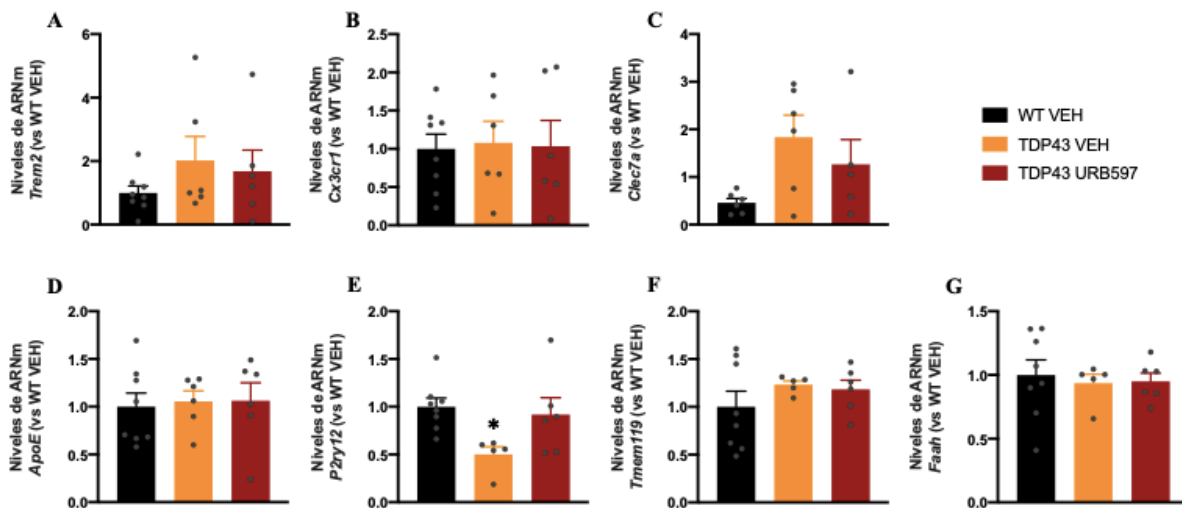 A
Niveles de ARNm
Trem2 (vs WT VEH)
6
4
2
0
B
Niveles de ARNm
Cx3cr1 (vs WT VEH)
2.5
2.0
1.5
1.0
0.5
0.0
C
Niveles de ARNm
Clec7a (vs WT VEH)
4
3
2
1
0
WT VEH
TDP43 VEH
TDP43 URB597
D
Niveles de ARNm
ApoE (vs WT VEH)
2.0
1.5
1.0
0.5
0.0
E
Niveles de ARNm
P2ry12 (vs WT VEH)
2.0
1.5
1.0
0.5
0.0
*
F
Niveles de ARNm
Tmem119 (vs WT VEH)
2.0
1.5
1.0
0.5
0.0
G
Niveles de ARNm
Faah (vs WT VEH)
1.5
1.0
0.5
0.0